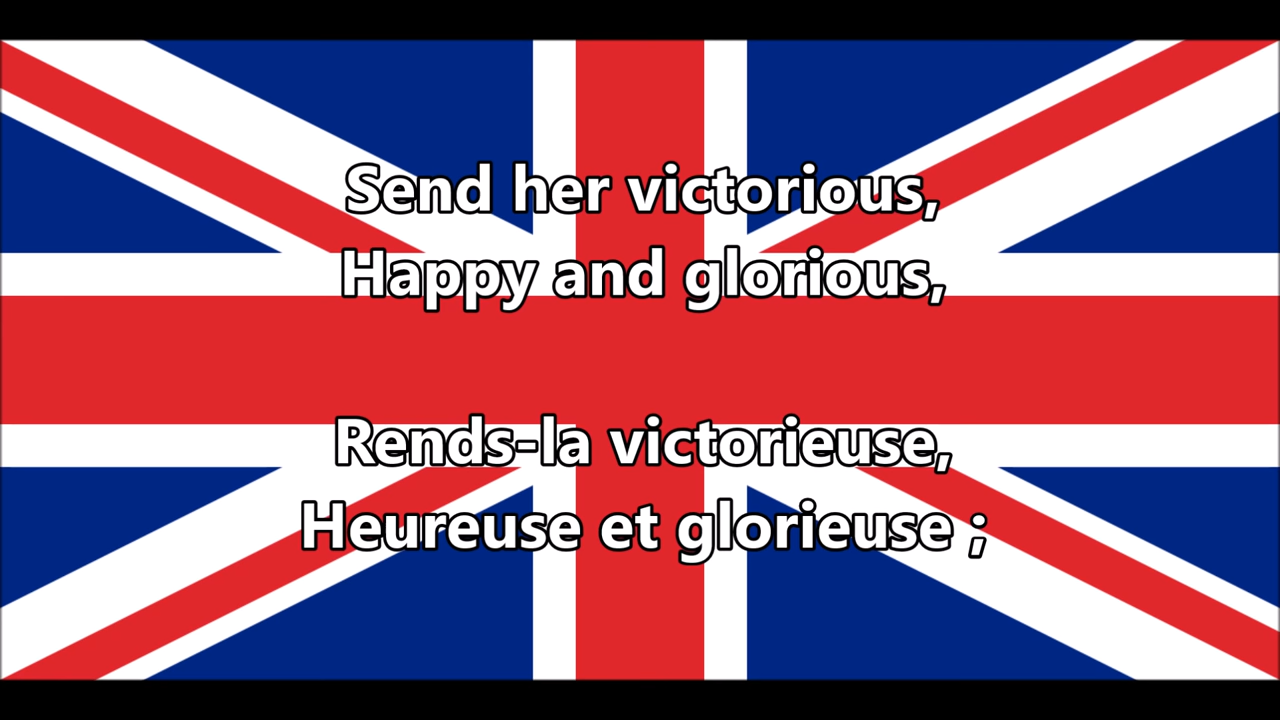 Send her victorious,
Happy and glorious,
Rends-la victorieuse,
Heureuse et glorieuse ;